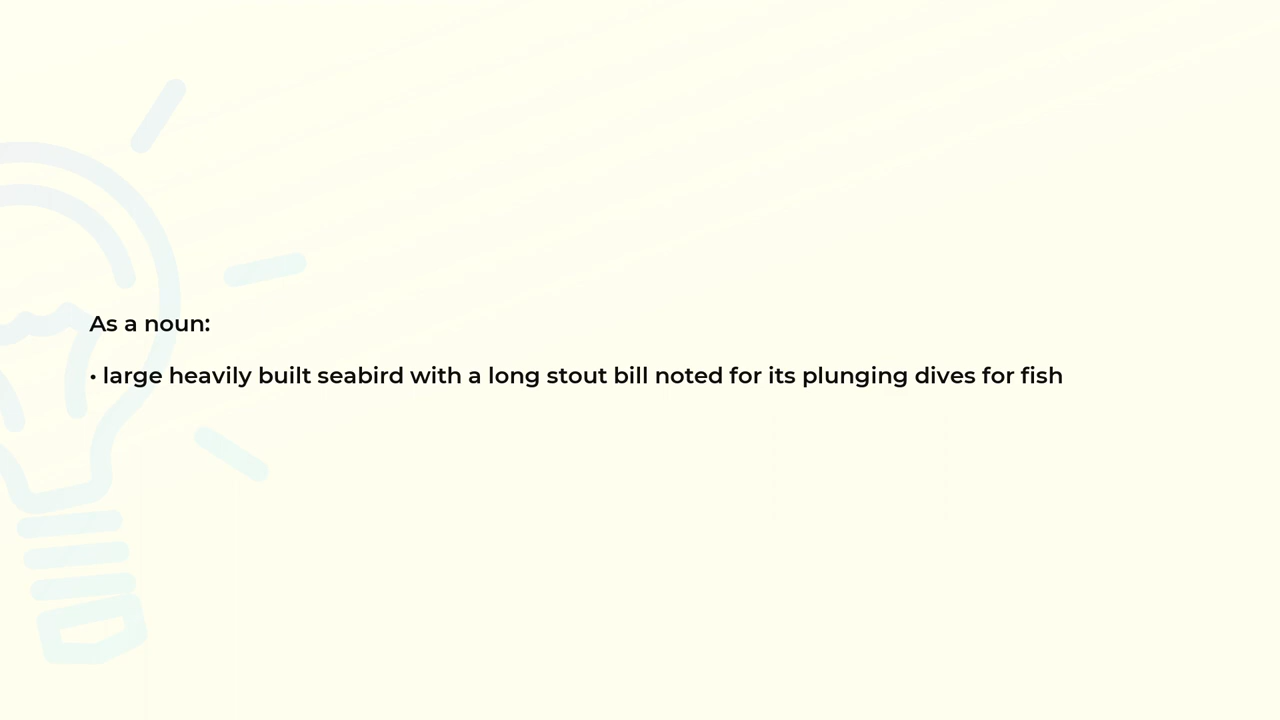 As a noun:
• large heavily built seabird with a long stout bill noted for its plunging dives for fish